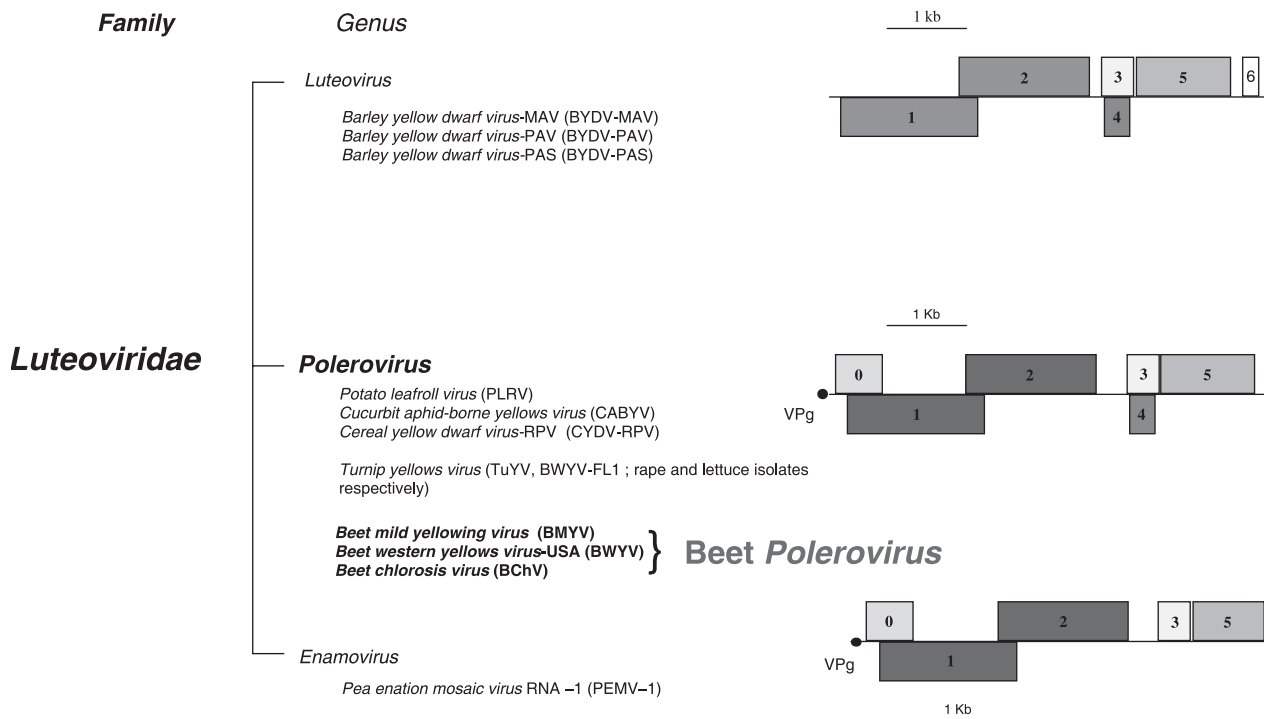 Family
Genus
1 kb
Luteovirus
2
3
5
6
1
4
Barley yellow dwarf virus-MAV (BYDV-MAV)
Barley yellow dwarf virus-PAV (BYDV-PAV)
Barley yellow dwarf virus-PAS (BYDV-PAS)
1 Kb
Luteoviridae
Polerovirus
0
2
3
5
VPg
1
4
Potato leafroll virus (PLRV)
Cucurbit aphid-borne yellows virus (CABYV)
Cereal yellow dwarf virus-RPV (CYDV-RPV)
Turnip yellows virus (TuYV, BWYV-FL1 ; rape and lettuce isolates
respectively)
Beet mild yellowing virus (BMYV)
Beet western yellows virus-USA (BWYV)
Beet chlorosis virus (BChV)
} Beet Polerovirus
0
2
3
5
VPg
1
Enamovirus
Pea enation mosaic virus RNA –1 (PEMV–1)
1 Kb